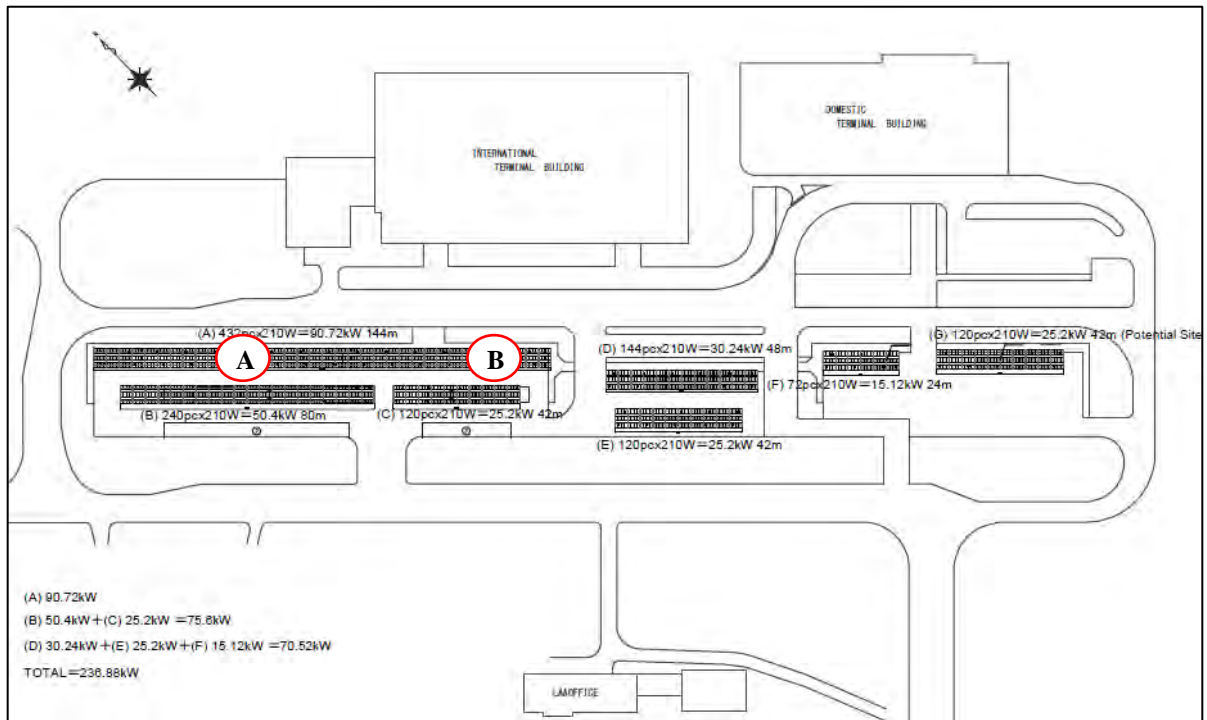 DOMESTIC
TERMINAL BUILDING
INTERNATIONAL
TERMINAL BUILDING
(A) 432pcx210W=90.72kW 144m
(G) 120pcx210W=25.2kW 42m (Potential Site
A
B
(D) 144pcx210W=30.24kW 48m
(F) 72pcx210W=15.12kW 24m
(B) 240pcx210W=50.4kW 80m
(C) 120pcx210W=25.2kW 42m
(E) 120pcx210W=25.2kW 42m
(A) 90.72kW
(B) 50.4kW+(C) 25.2kW =75.6kW
(D) 30.24kW+(E) 25.2kW+(F) 15.12kW =70.52kW
TOTAL=236.88kW
LAAOFFICE